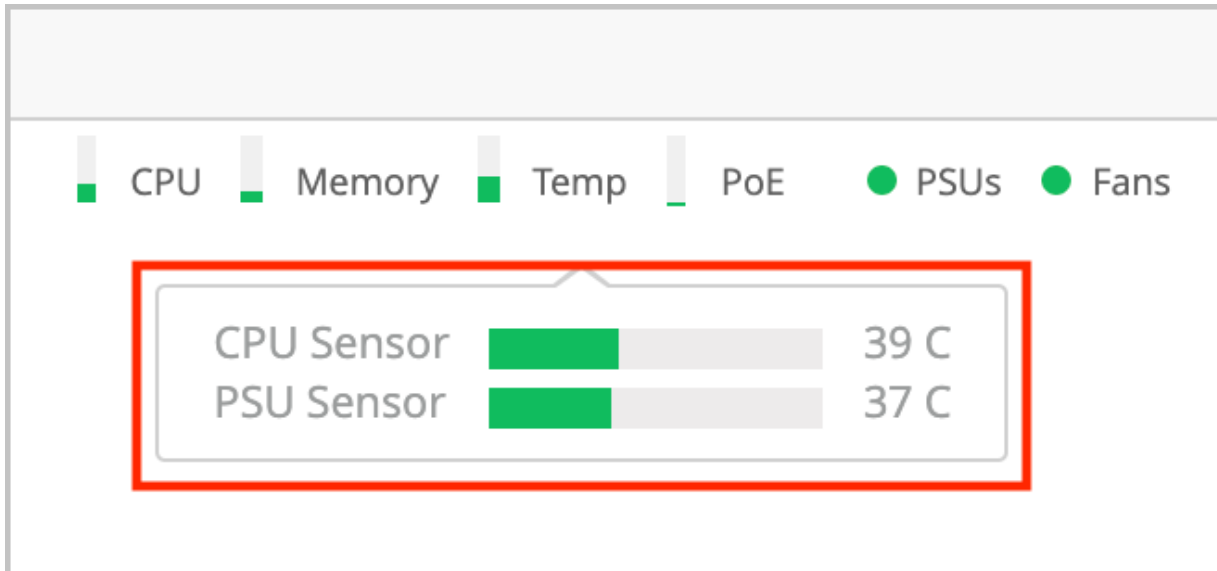 CPU Memory Temp PoE PSUs Fans
CPU Sensor 39 C
PSU Sensor 37 C